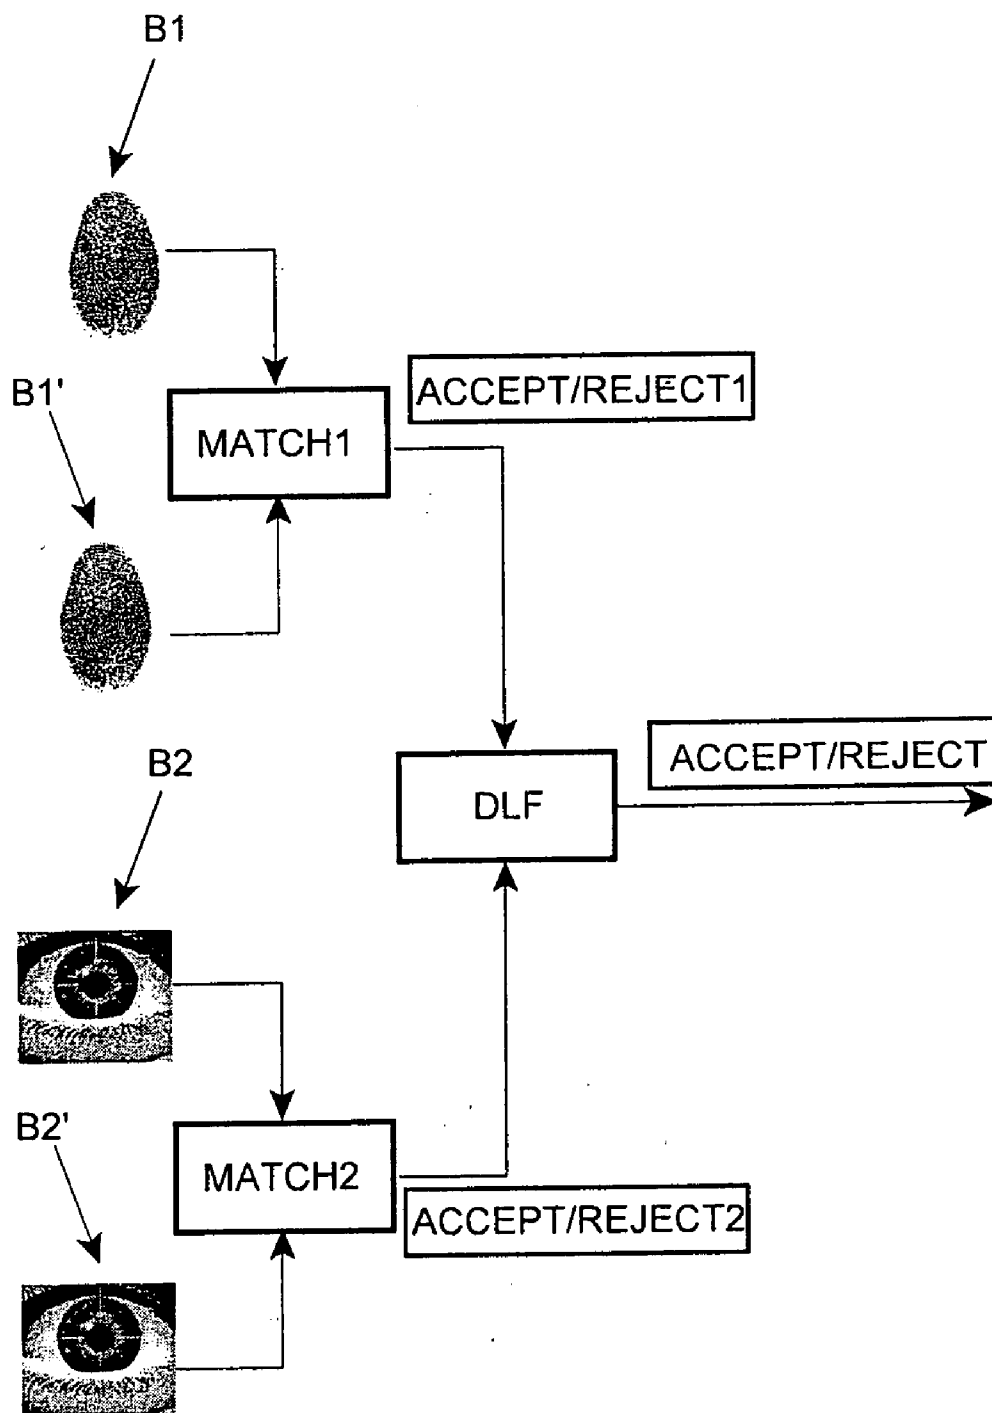 B1
B1'
ACCEPT/REJECT1
MATCH1
B2
ACCEPT/REJECT
DLF
B2'
MATCH2
ACCEPT/REJECT2